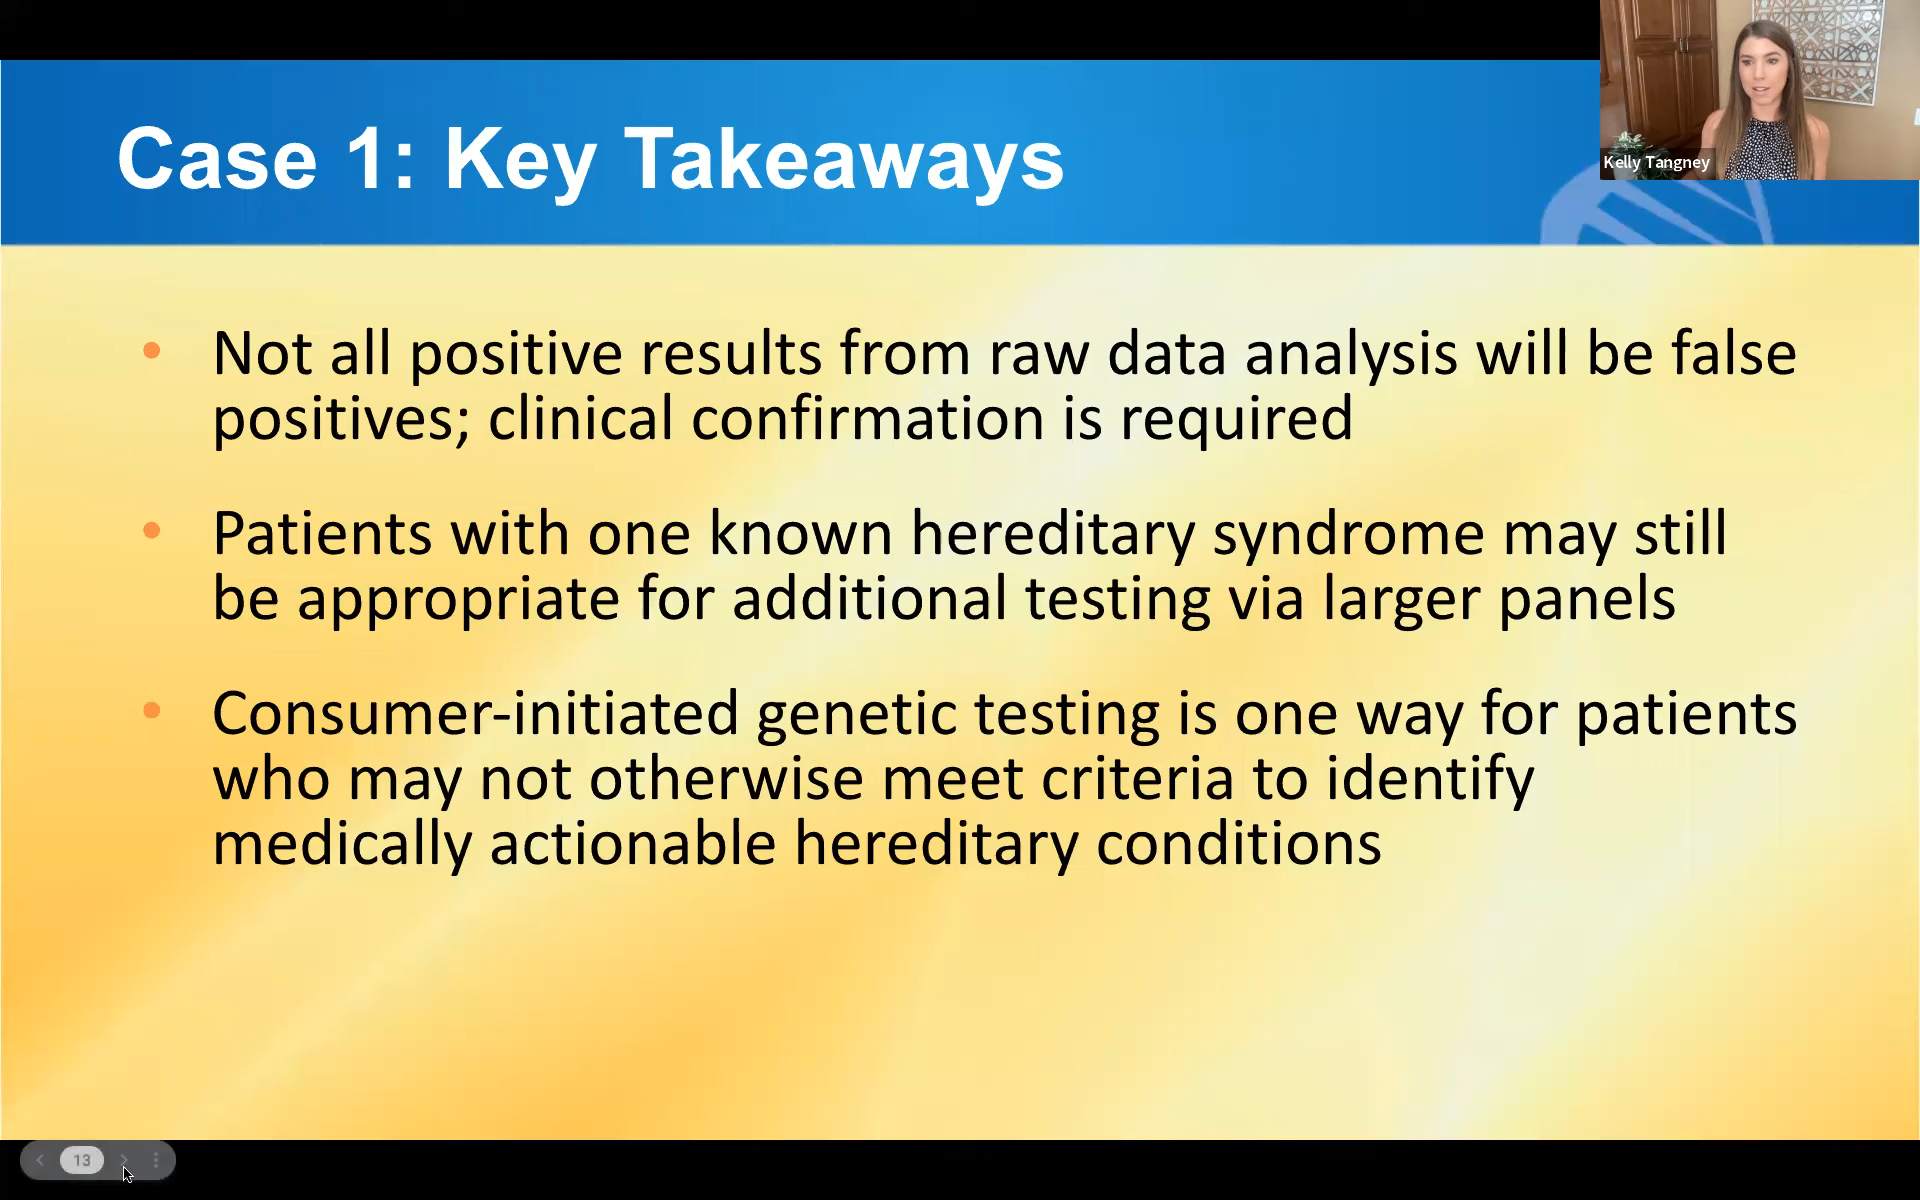 Case 1: Key Takeaways
Kelly Tangney
• Not all positive results from raw data analysis will be false
positives; clinical confirmation is required
• Patients with one known hereditary syndrome may still
be appropriate for additional testing via larger panels
• Consumer-initiated genetic testing is one way for patients
who may not otherwise meet criteria to identify
medically actionable hereditary conditions
13